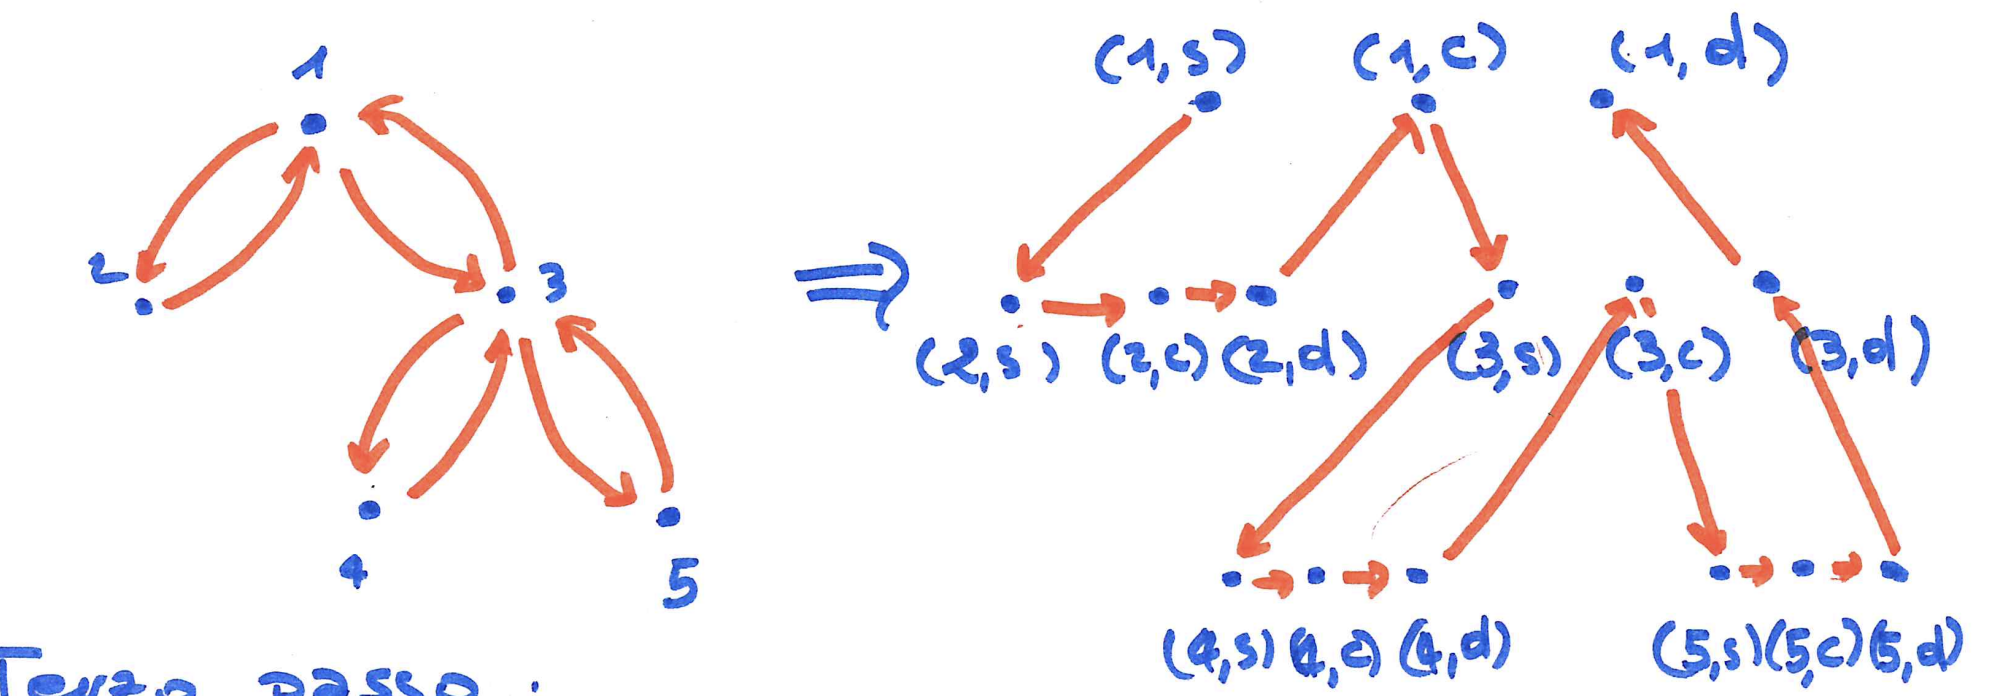 1 (1,s) (1,c) (1,d)
2 3 ⇒
(2,s) (2,c) (2,d) (3,s) (3,c) (3,d)
4 5
(4,s) (4,c) (4,d) (5,s) (5,c) (5,d)
Terzo passo: